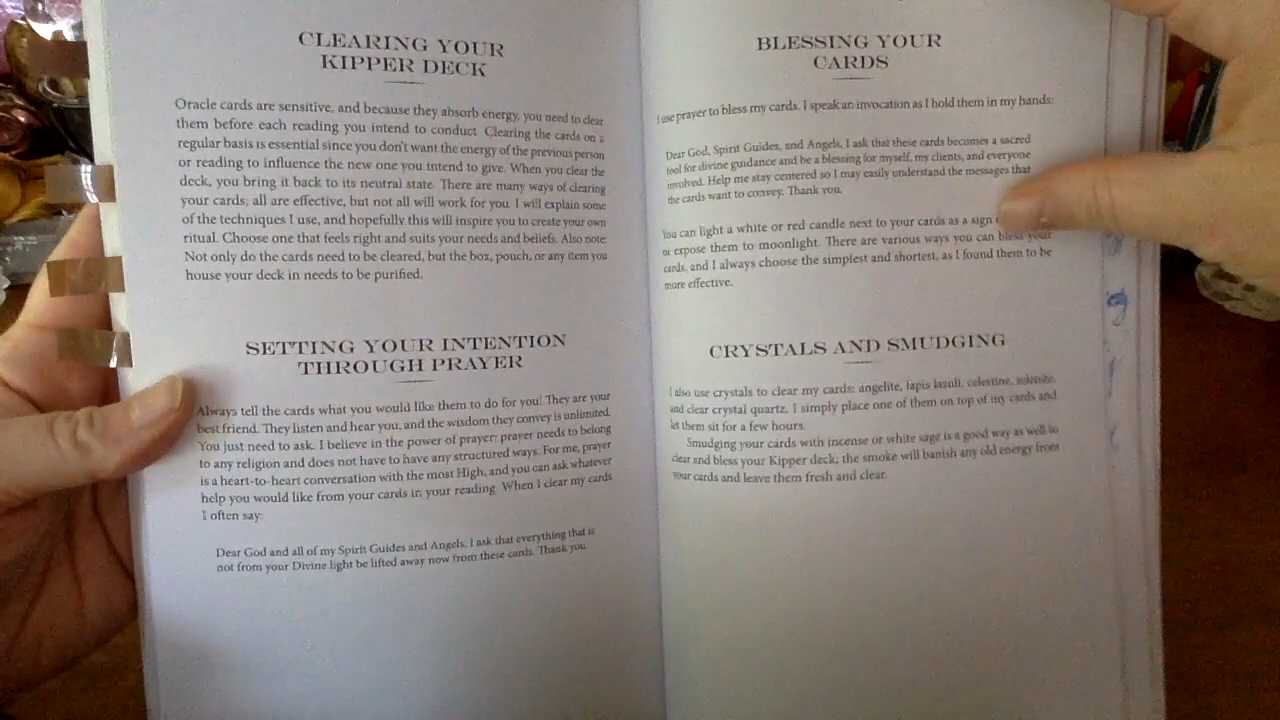 CLEARING YOUR
KIPPER DECK
Oracle cards are sensitive, and because they absorb energy, you need to clear
them before each reading you intend to conduct. Clearing the cards on a
regular basis is essential since you don't want the energy of the previous person
or reading to influence the new one you intend to give. When you clear the
deck, you bring it back to its neutral state. There are many ways of clearing
your cards; all are effective, but not all will work for you. I will explain some
of the techniques I use, and hopefully this will inspire you to create your own
ritual. Choose one that feels right and suits your needs and beliefs. Also note:
Not only do the cards need to be cleared, but the box, pouch, or any item you
house your deck in needs to be purified.
SETTING YOUR INTENTION
THROUGH PRAYER
Always tell the cards what you would like them to do for you! They are your
best friend. They listen and hear you, and the wisdom they convey is unlimited.
You just need to ask. I believe in the power of prayer; prayer needs to belong
to any religion and does not have to have any structured ways. For me, prayer
is a heart-to-heart conversation with the most High, and you can ask whatever
help you would like from your cards in your reading. When I clear my cards
I often say:
Dear God and all of my Spirit Guides and Angels, I ask that everything that is
not from your Divine light be lifted away now from these cards. Thank you.
BLESSING YOUR
CARDS
I use prayer to bless my cards. I speak an invocation as I hold them in my hands:
Dear God, Spirit Guides, and Angels, I ask that these cards becomes a sacred
tool for divine guidance and be a blessing for myself, my clients, and everyone
involved. Help me stay centered so I may easily understand the messages that
the cards want to convey. Thank you.
You can light a white or red candle next to your cards as a sign
or expose them to moonlight. There are various ways you can bless your
cards, and I always choose the simplest and shortest, as I found them to be
more effective.
CRYSTALS AND SMUDGING
I also use crystals to clear my cards: angelite, lapis lazuli, celestine, selenite,
and clear crystal quartz. I simply place one of them on top of my cards and
let them sit for a few hours.
Smudging your cards with incense or white sage is a good way as well to
clear and bless your Kipper deck; the smoke will banish any old energy from
your cards and leave them fresh and clear.